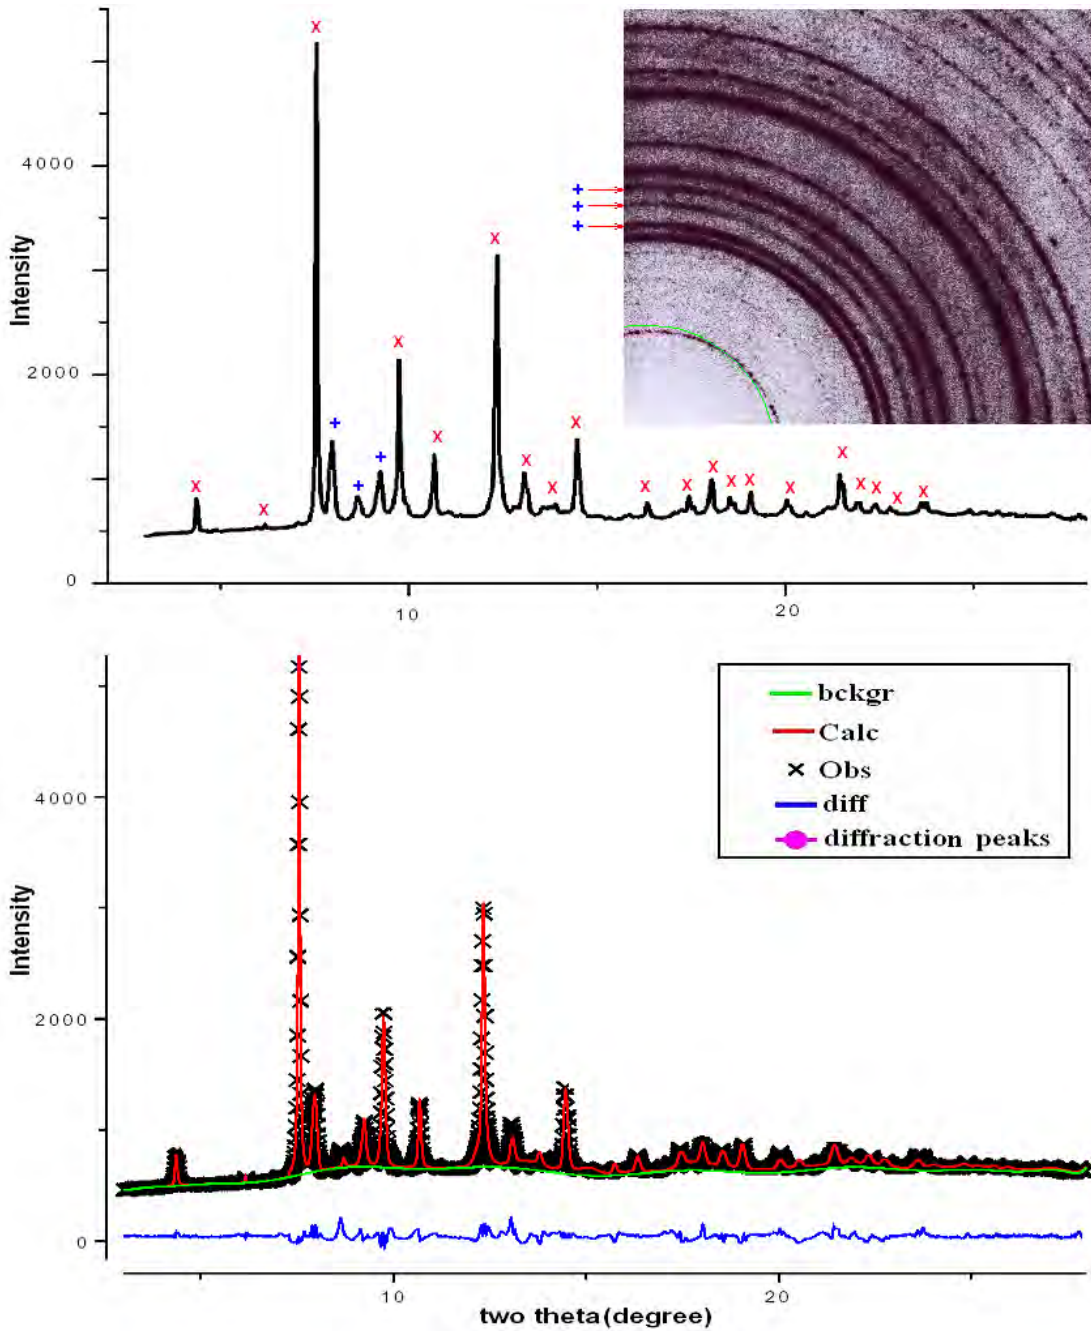 Intensity
4000
2000
0
10
20
bckgr
Calc
Obs
diff
diffraction peaks
Intensity
4000
2000
0
10
20
two theta(degree)